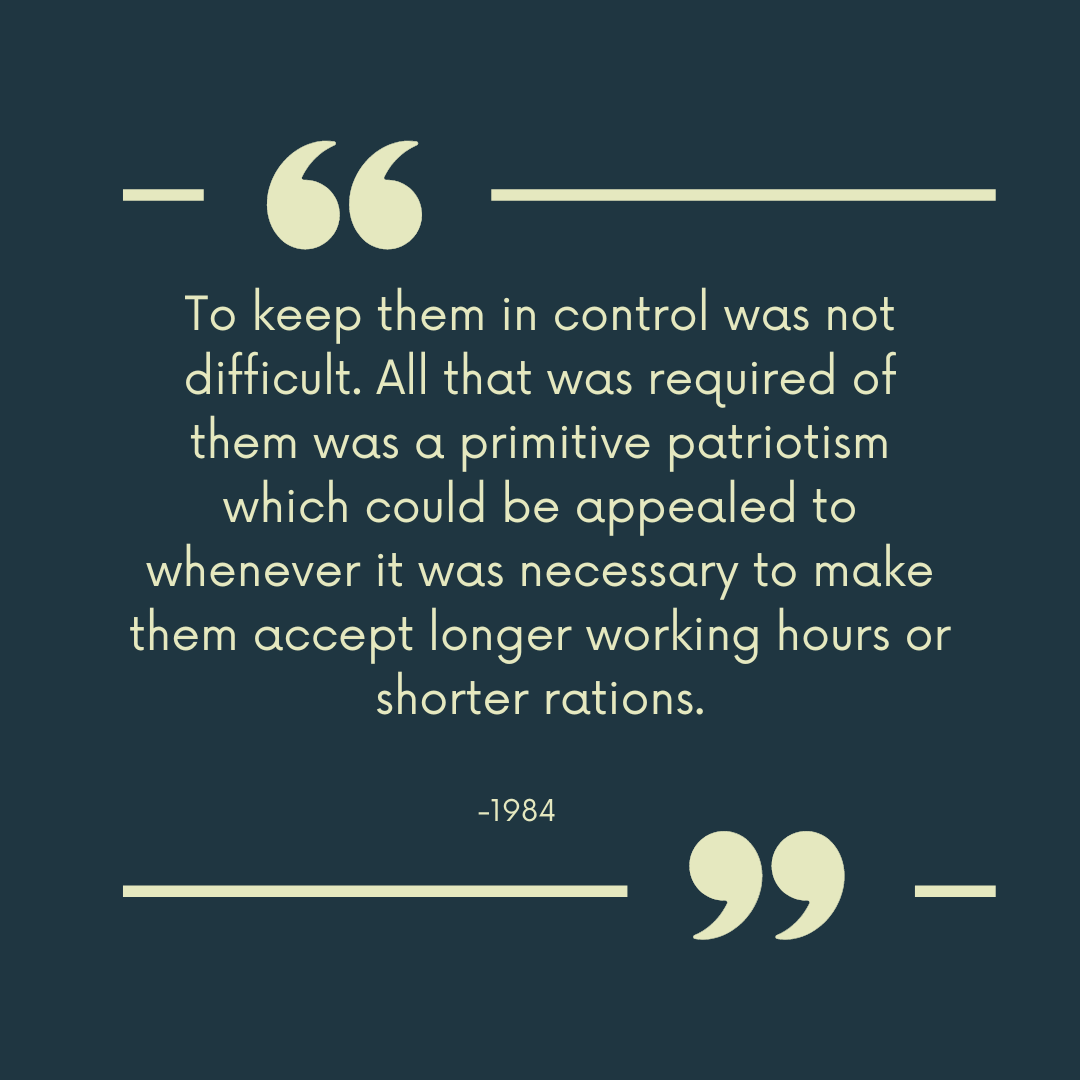 “
To keep them in control was not
difficult. All that was required of
them was a primitive patriotism
which could be appealed to
whenever it was necessary to make
them accept longer working hours or
shorter rations.
-1984
”